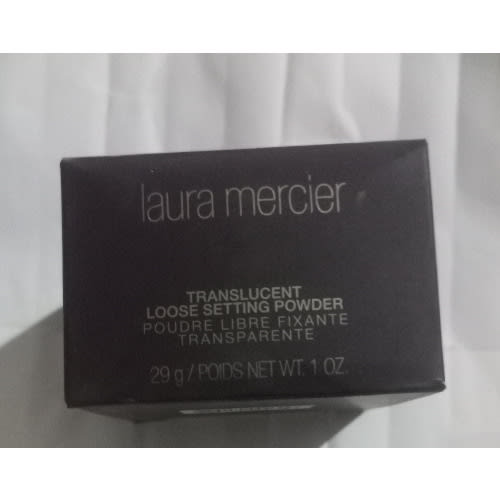 laura mercier
TRANSLUCENT
LOOSE SETTING POWDER
POUDRE LIBRE FIXANTE
TRANSPARENTE
29 g / POIDS NET WT. 1 OZ.